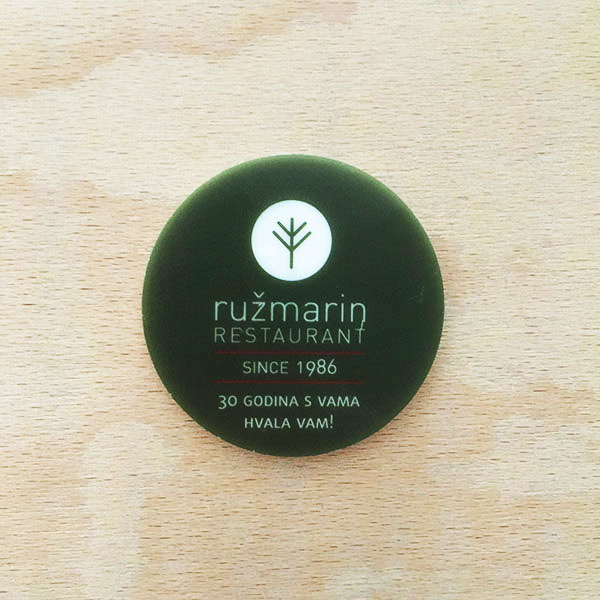 ružmarin
RESTAURANT
SINCE 1986
30 GODINA S VAMA
HVALA VAM!